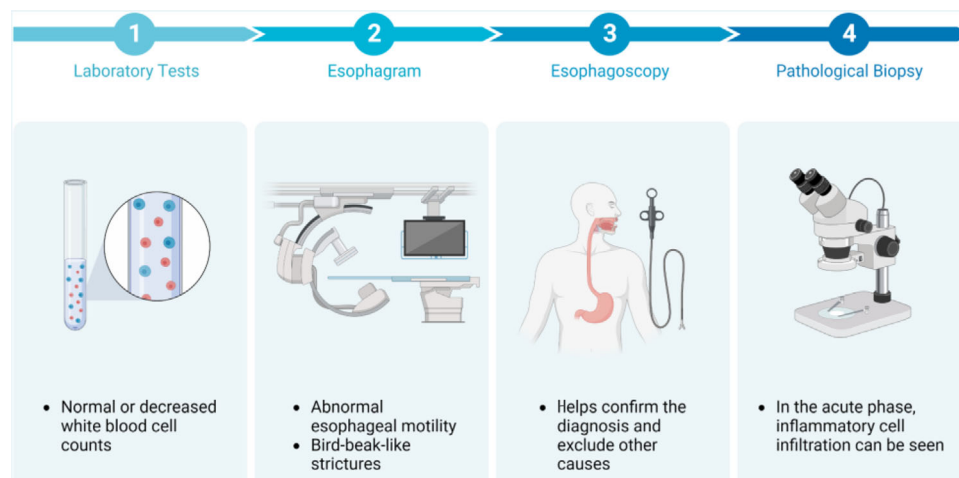 1
2
3
4
Laboratory Tests
Esophagram
Esophagoscopy
Pathological Biopsy
• Normal or decreased
white blood cell
counts
• Abnormal
esophageal motility
• Bird-beak-like
strictures
• Helps confirm the
diagnosis and
exclude other
causes
• In the acute phase,
inflammatory cell
infiltration can be seen